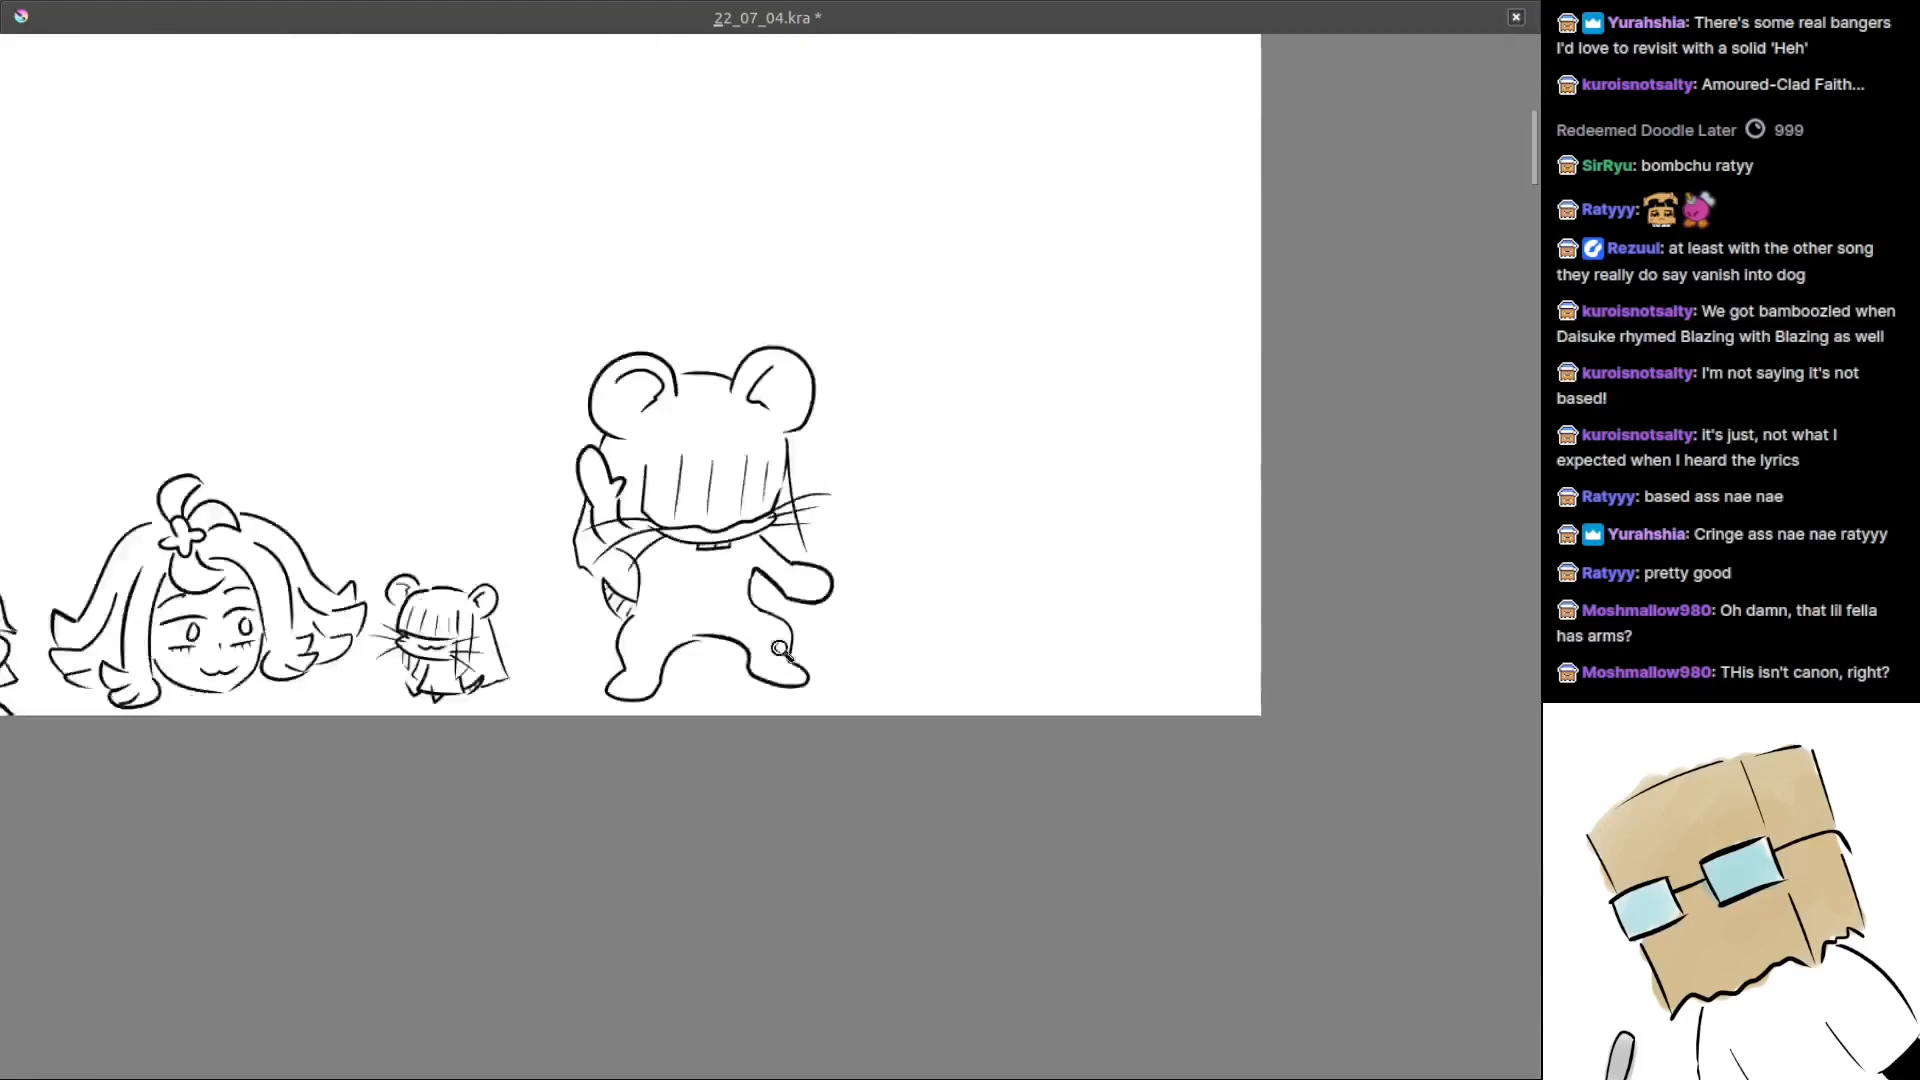 22_07_04.kra *
Yurahshia: There's some real bangers
I'd love to revisit with a solid 'Heh'
kuroisnotsalty: Amoured-Clad Faith...
Redeemed Doodle Later 999
SirRyu: bombchu ratyy
Ratyyy:
Rezuul: at least with the other song
they really do say vanish into dog
kuroisnotsalty: We got bamboozled when
Daisuke rhymed Blazing with Blazing as well
kuroisnotsalty: I'm not saying it's not
based!
kuroisnotsalty: it's just, not what I
expected when I heard the lyrics
Ratyyy: based ass nae nae
Yurahshia: Cringe ass nae nae ratyyy
Ratyyy: pretty good
Moshmallow980: Oh damn, that lil fella
has arms?
Moshmallow980: THis isn't canon, right?